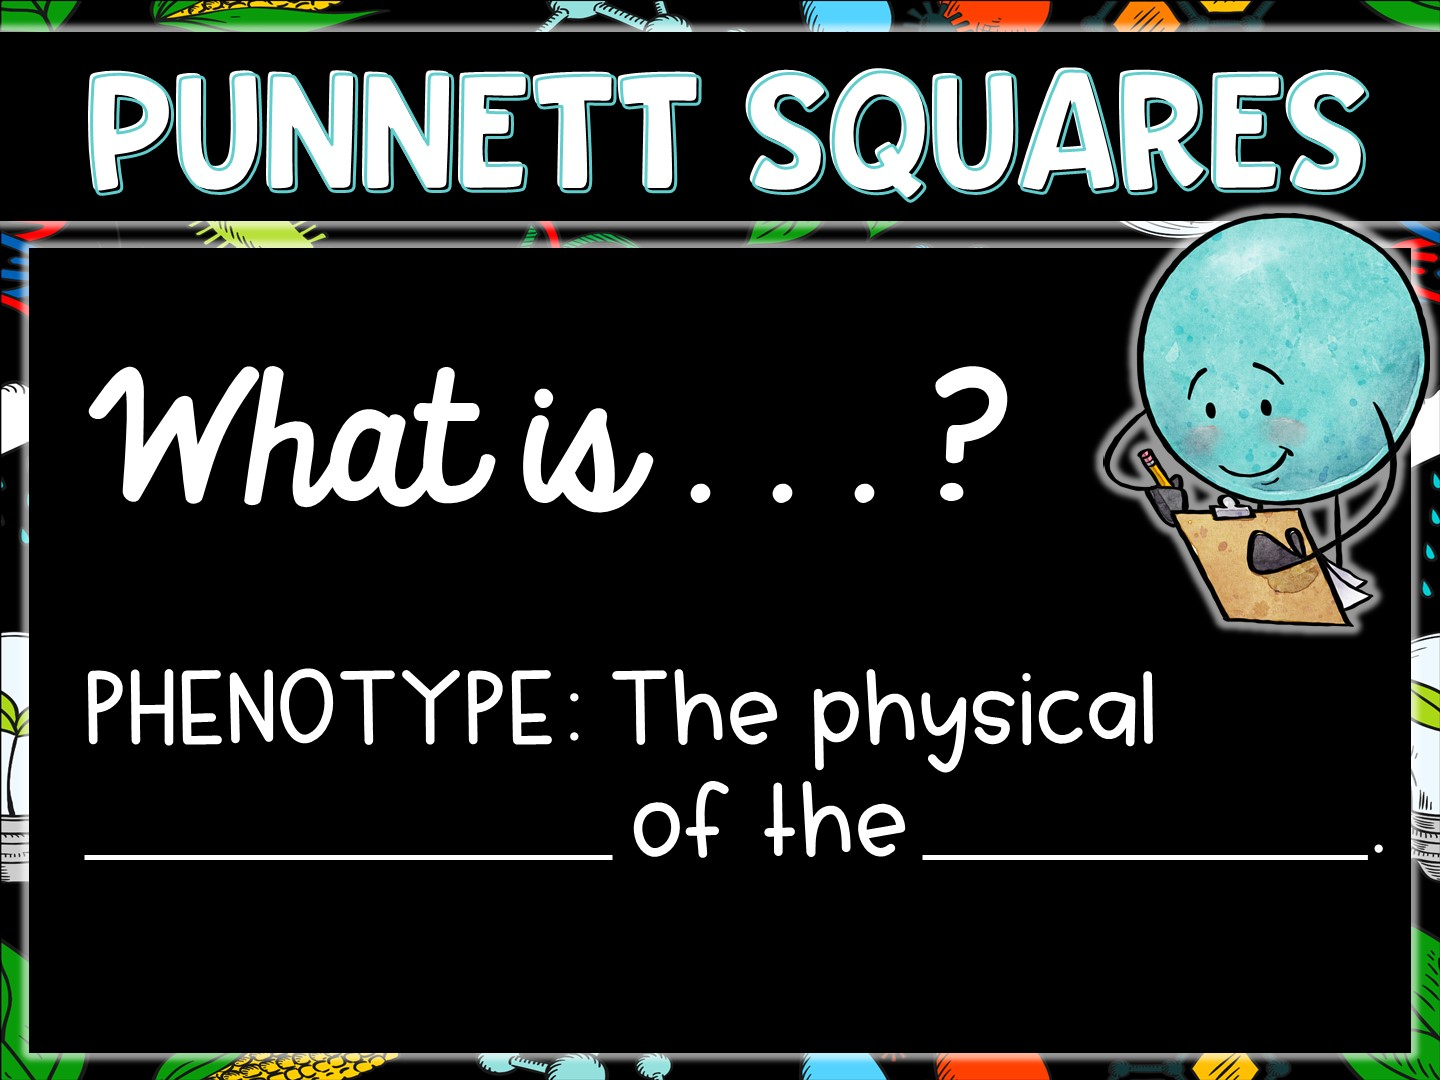 PUNNETT SQUARES
What is . . . ?
PHENOTYPE: The physical
____________ of the __________.